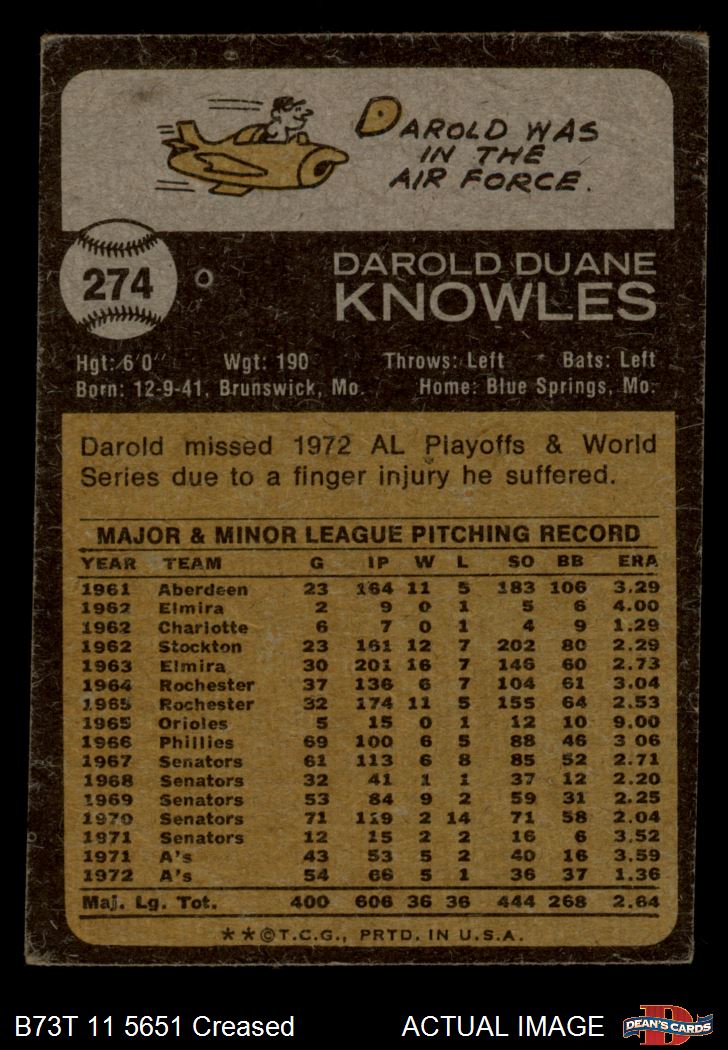 DAROLD WAS
IN THE
AIR FORCE.
274
DAROLD DUANE
KNOWLES
Hgt: 6'0" Wgt: 190 Throws: Left Bats: Left
Born: 12-9-41, Brunswick, Mo. Home: Blue Springs, Mo.
Darold missed 1972 AL Playoffs & World
Series due to a finger injury he suffered.
MAJOR & MINOR LEAGUE PITCHING RECORD
YEAR TEAM G IP W L SO BB ERA
1961 Aberdeen 23 164 11 5 183 106 3.29
1962 Elmira 2 9 0 1 5 6 4.00
1962 Charlotte 6 7 0 1 4 9 1.29
1962 Stockton 23 161 12 7 202 80 2.29
1963 Elmira 30 201 16 7 146 60 2.73
1964 Rochester 37 136 6 7 104 61 3.04
1965 Rochester 32 174 11 5 155 64 2.53
1965 Orioles 5 15 0 1 12 10 9.00
1966 Phillies 69 100 6 5 88 46 3.06
1967 Senators 61 113 6 8 85 52 2.71
1968 Senators 32 41 1 1 37 12 2.20
1969 Senators 53 84 9 2 59 31 2.25
1970 Senators 71 119 2 14 71 58 2.04
1971 Senators 12 15 2 2 16 6 3.52
1971 A's 43 53 5 2 40 16 3.59
1972 A's 54 66 5 1 36 37 1.36
Maj. Lg. Tot. 400 606 36 36 444 268 2.64
**©T.C.G., PRTD. IN U.S.A.
B73T 11 5651 Creased ACTUAL IMAGE
D
DEAN'S CARDS